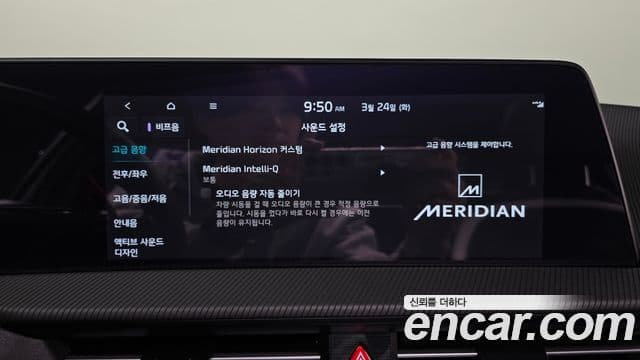 9:50 AM 3월 24일 (화)
비프음 사운드 설정
고급 음향
전후/좌우
고음/중음/저음
안내음
액티브 사운드
디자인
Meridian Horizon 커스텀
Meridian Intelli-Q
보통
오디오 음량 자동 줄이기
차량 시동을 걸 때 오디오 음량이 큰 경우 적정 음량으로
줄입니다. 시동을 껐다가 바로 다시 켤 경우에는 이전
음량이 유지됩니다.
고급 음향 시스템을 제어합니다.
MERIDIAN
신뢰를 더하다
encar.com